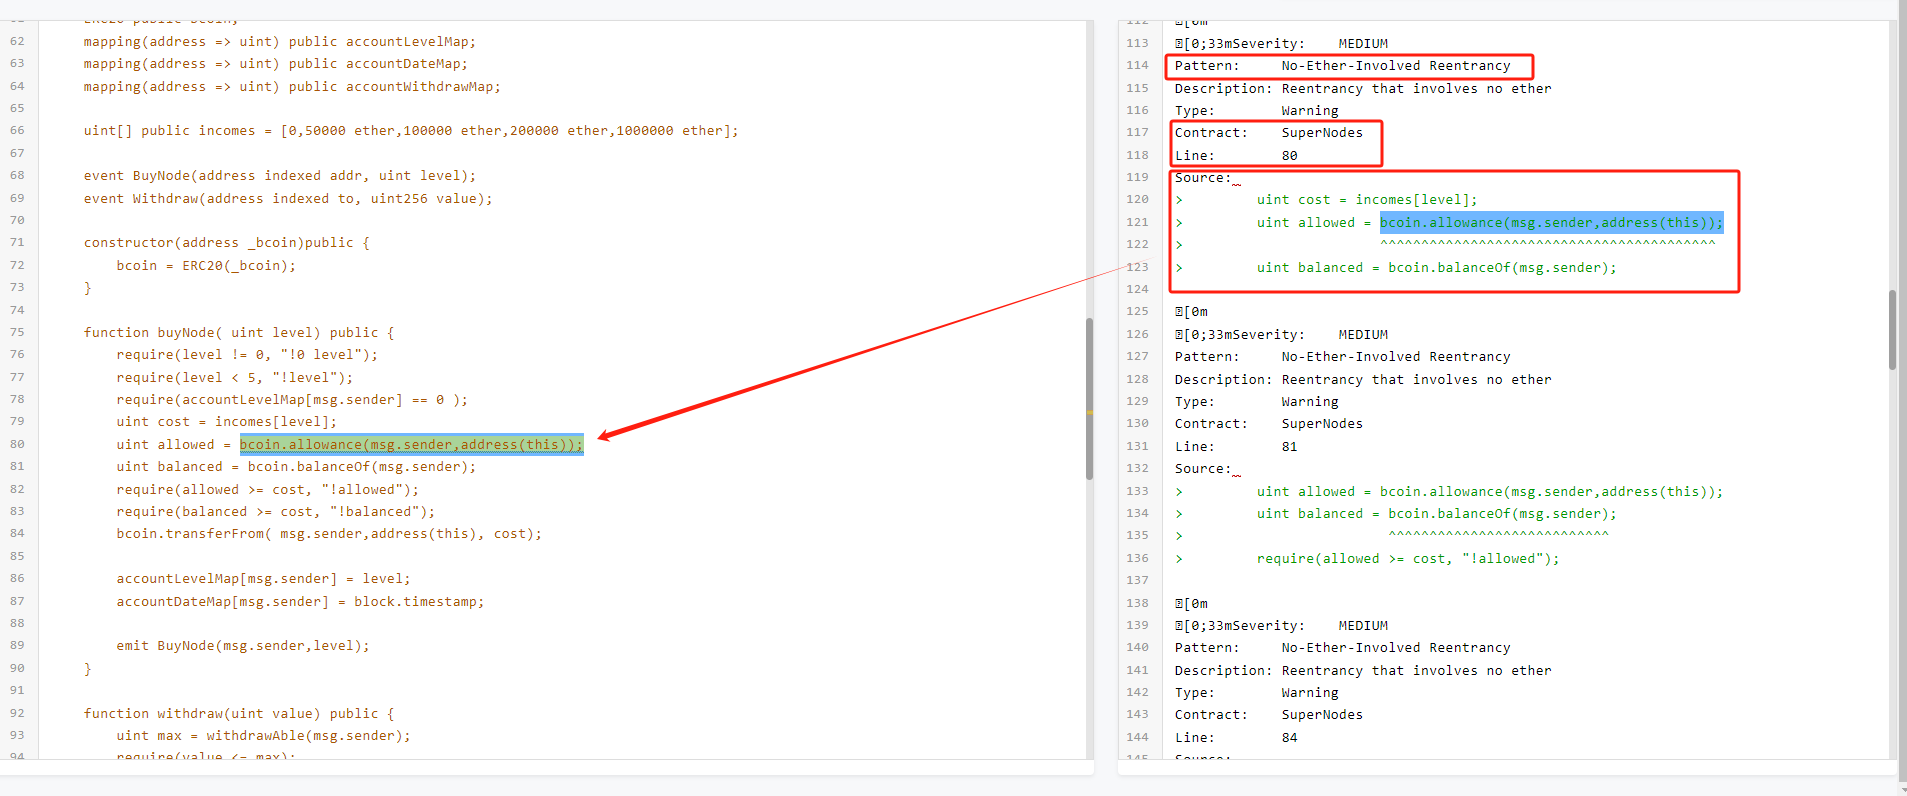 ERC20 public bcoin;
62 mapping(address => uint) public accountLevelMap;
63 mapping(address => uint) public accountDateMap;
64 mapping(address => uint) public accountWithdrawMap;
65
66 uint[] public incomes = [0,50000 ether,100000 ether,200000 ether,1000000 ether];
67
68 event BuyNode(address indexed addr, uint level);
69 event Withdraw(address indexed to, uint256 value);
70
71 constructor(address _bcoin)public {
72 bcoin = ERC20(_bcoin);
73 }
74
75 function buyNode( uint level) public {
76 require(level != 0, "!0 level");
77 require(level < 5, "!level");
78 require(accountLevelMap[msg.sender] == 0 );
79 uint cost = incomes[level];
80 uint allowed = bcoin.allowance(msg.sender,address(this));
81 uint balanced = bcoin.balanceOf(msg.sender);
82 require(allowed >= cost, "!allowed");
83 require(balanced >= cost, "!balanced");
84 bcoin.transferFrom( msg.sender,address(this), cost);
85
86 accountLevelMap[msg.sender] = level;
87 accountDateMap[msg.sender] = block.timestamp;
88
89 emit BuyNode(msg.sender,level);
90 }
91
92 function withdraw(uint value) public {
93 uint max = withdrawAble(msg.sender);
94 require(value <= max);
112 [0m
113 [0;33mSeverity: MEDIUM
114 Pattern: No-Ether-Involved Reentrancy
115 Description: Reentrancy that involves no ether
116 Type: Warning
117 Contract: SuperNodes
118 Line: 80
119 Source:
120 > uint cost = incomes[level];
121 > uint allowed = bcoin.allowance(msg.sender,address(this));
122 > ^^^^^^^^^^^^^^^^^^^^^^^^^^^^^^^^^^^^^^^^^
123 > uint balanced = bcoin.balanceOf(msg.sender);
124
125 [0m
126 [0;33mSeverity: MEDIUM
127 Pattern: No-Ether-Involved Reentrancy
128 Description: Reentrancy that involves no ether
129 Type: Warning
130 Contract: SuperNodes
131 Line: 81
132 Source:
133 > uint allowed = bcoin.allowance(msg.sender,address(this));
134 > uint balanced = bcoin.balanceOf(msg.sender);
135 > ^^^^^^^^^^^^^^^^^^^^^^^^^^^
136 > require(allowed >= cost, "!allowed");
137
138 [0m
139 [0;33mSeverity: MEDIUM
140 Pattern: No-Ether-Involved Reentrancy
141 Description: Reentrancy that involves no ether
142 Type: Warning
143 Contract: SuperNodes
144 Line: 84
145 Source: